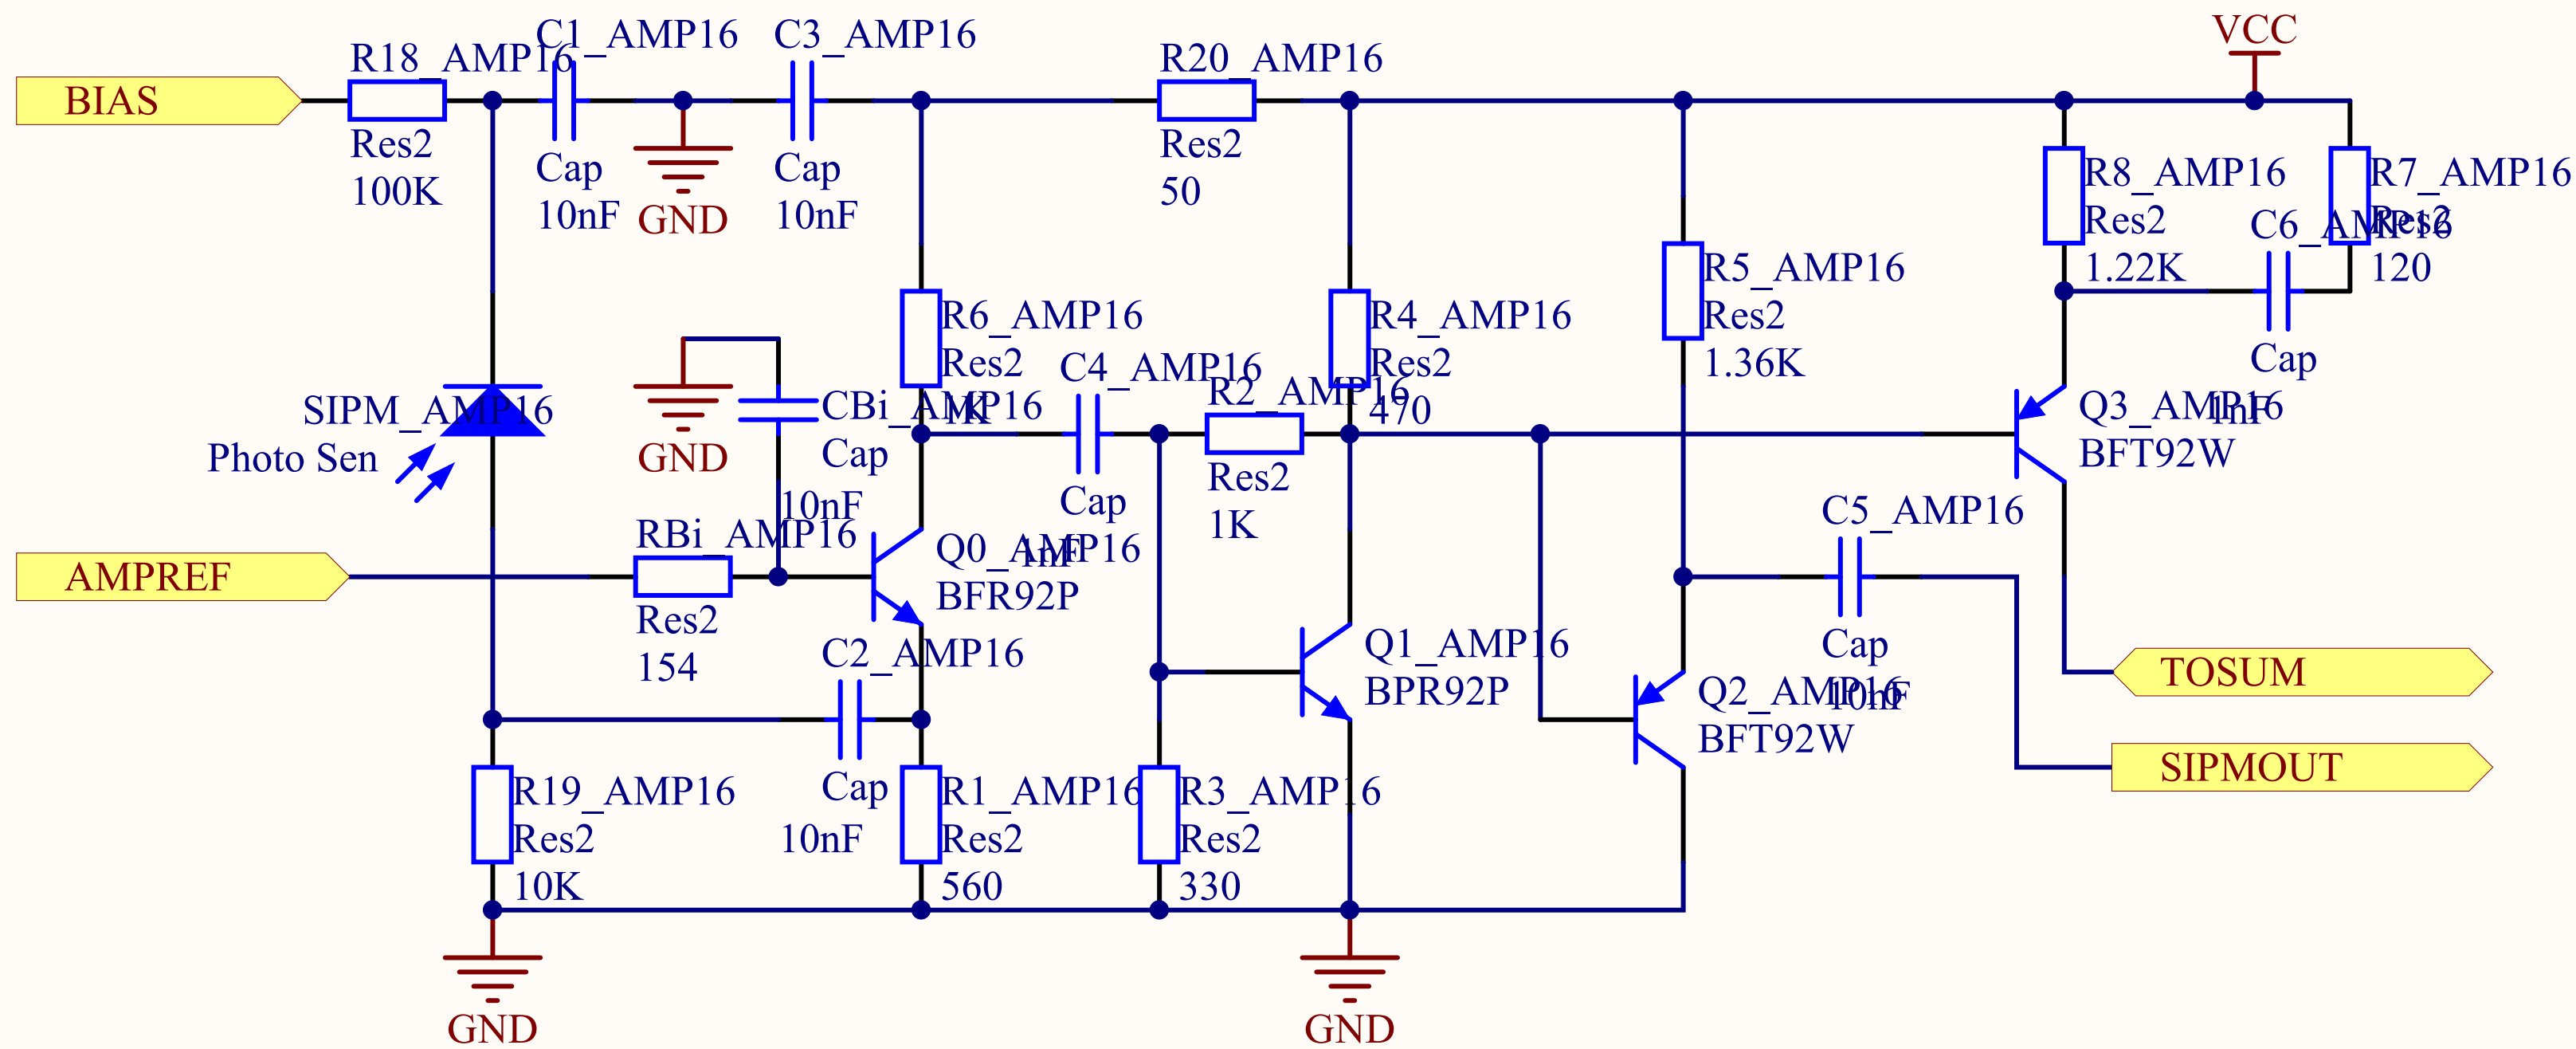 VCC
C1_AMP16
C3_AMP16
R18_AMP16
R20_AMP16
BIAS
Res2
100K
Cap
10nF
GND
Cap
10nF
Res2
50
R8_AMP16
Res2
1.22K
R7_AMP16
Res2
120
C6_AMP16
Cap
1nF
R5_AMP16
Res2
1.36K
R6_AMP16
Res2
1K
R4_AMP16
Res2
470
C4_AMP16
Cap
1nF
R2_AMP16
Res2
1K
SIPM_AMP16
Photo Sen
GND
CBi_AMP16
Cap
10nF
Q3_AMP16
BFT92W
AMPREF
RBi_AMP16
Res2
154
Q0_AMP16
BFR92P
C5_AMP16
Cap
10nF
C2_AMP16
Cap
10nF
Q1_AMP16
BPR92P
Q2_AMP16
BFT92W
TOSUM
SIPMOUT
R19_AMP16
Res2
10K
R1_AMP16
Res2
560
R3_AMP16
Res2
330
GND
GND